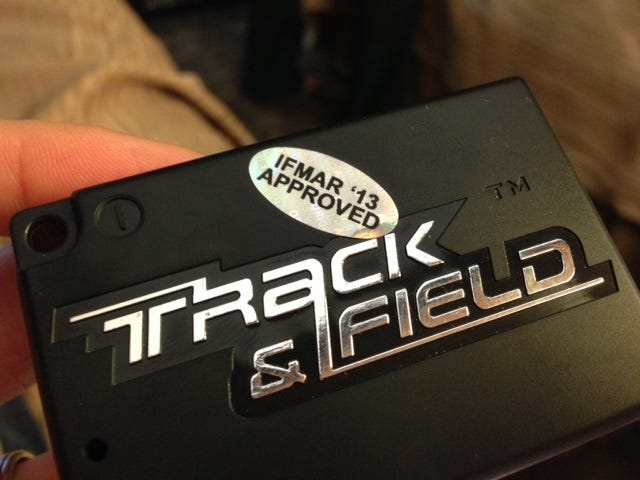 IFMAR '13
APPROVED
TM
TRACK
& FIELD